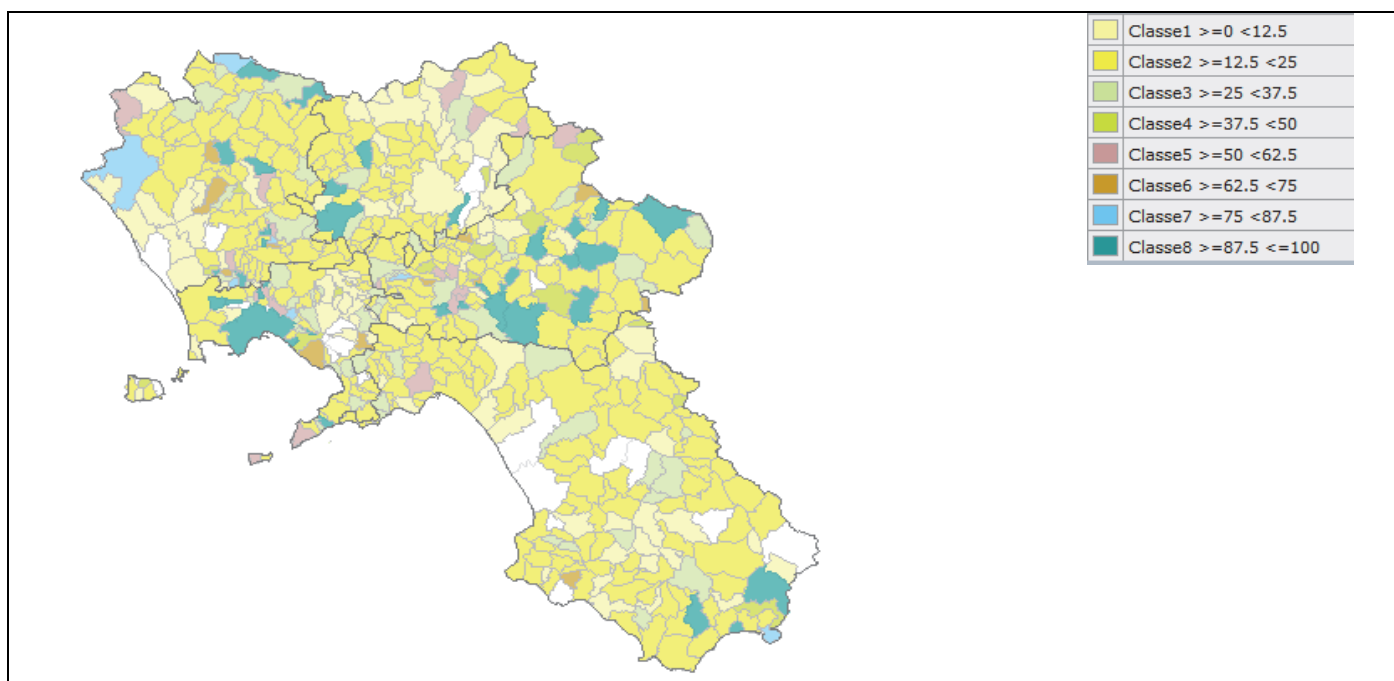 Classe1 >=0 <12.5
Classe2 >=12.5 <25
Classe3 >=25 <37.5
Classe4 >=37.5 <50
Classe5 >=50 <62.5
Classe6 >=62.5 <75
Classe7 >=75 <87.5
Classe8 >=87.5 <=100